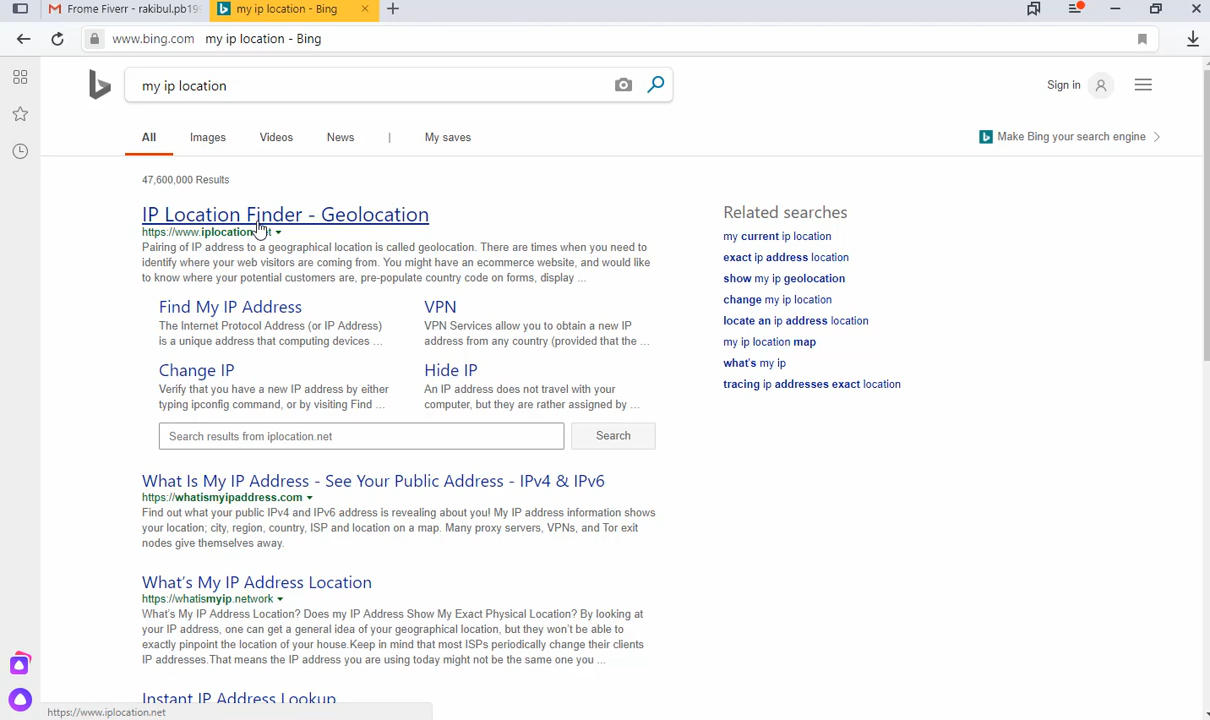 Frome Fiverr - rakibul.pb199
my ip location - Bing
www.bing.com my ip location - Bing
my ip location
Sign in
All Images Videos News | My saves
Make Bing your search engine
47,600,000 Results
IP Location Finder - Geolocation
https://www.iplocation
Pairing of IP address to a geographical location is called geolocation. There are times when you need to
identify where your web visitors are coming from. You might have an ecommerce website, and would like
to know where your potential customers are, pre-populate country code on forms, display ...
Find My IP Address
The Internet Protocol Address (or IP Address)
is a unique address that computing devices ...
VPN
VPN Services allow you to obtain a new IP
address from any country (provided that the ...
Change IP
Verify that you have a new IP address by either
typing ipconfig command, or by visiting Find ...
Hide IP
An IP address does not travel with your
computer, but they are rather assigned by ...
Search results from iplocation.net
Search
What Is My IP Address - See Your Public Address - IPv4 & IPv6
https://whatismyipaddress.com
Find out what your public IPv4 and IPv6 address is revealing about you! My IP address information shows
your location; city, region, country, ISP and location on a map. Many proxy servers, VPNs, and Tor exit
nodes give themselves away.
What's My IP Address Location
https://whatismyip.network
What's My IP Address Location? Does my IP Address Show My Exact Physical Location? By looking at
your IP address, one can get a general idea of your geographical location, but they won't be able to
exactly pinpoint the location of your house.Keep in mind that most ISPs periodically change their clients
IP addresses.That means the IP address you are using today might not be the same one you ...
Instant IP Address Lookup
Related searches
my current ip location
exact ip address location
show my ip geolocation
change my ip location
locate an ip address location
my ip location map
what's my ip
tracing ip addresses exact location
https://www.iplocation.net